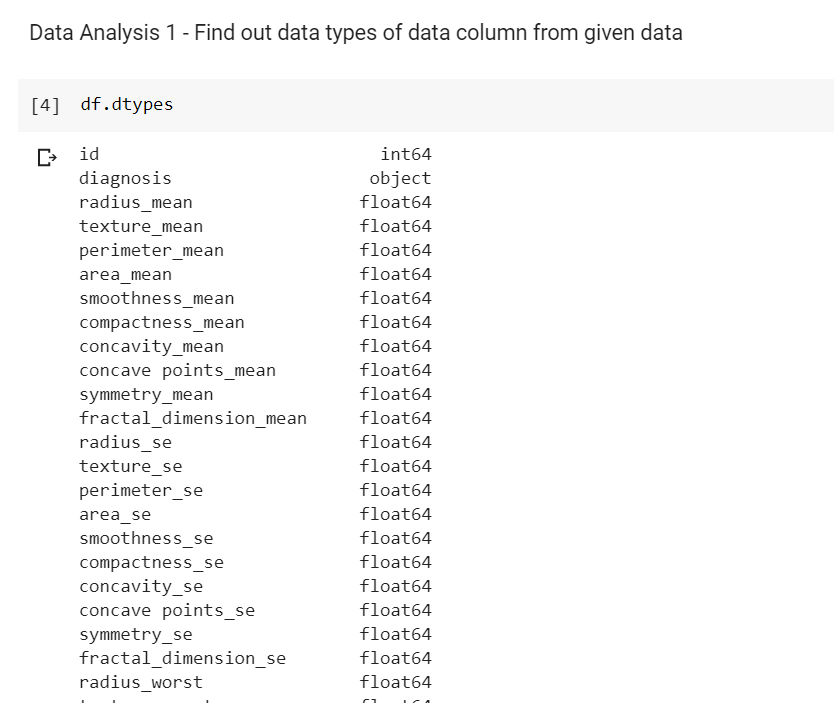 Data Analysis 1 - Find out data types of data column from given data
[4] df.dtypes
id int64
diagnosis object
radius_mean float64
texture_mean float64
perimeter_mean float64
area_mean float64
smoothness_mean float64
compactness_mean float64
concavity_mean float64
concave points_mean float64
symmetry_mean float64
fractal_dimension_mean float64
radius_se float64
texture_se float64
perimeter_se float64
area_se float64
smoothness_se float64
compactness_se float64
concavity_se float64
concave points_se float64
symmetry_se float64
fractal_dimension_se float64
radius_worst float64